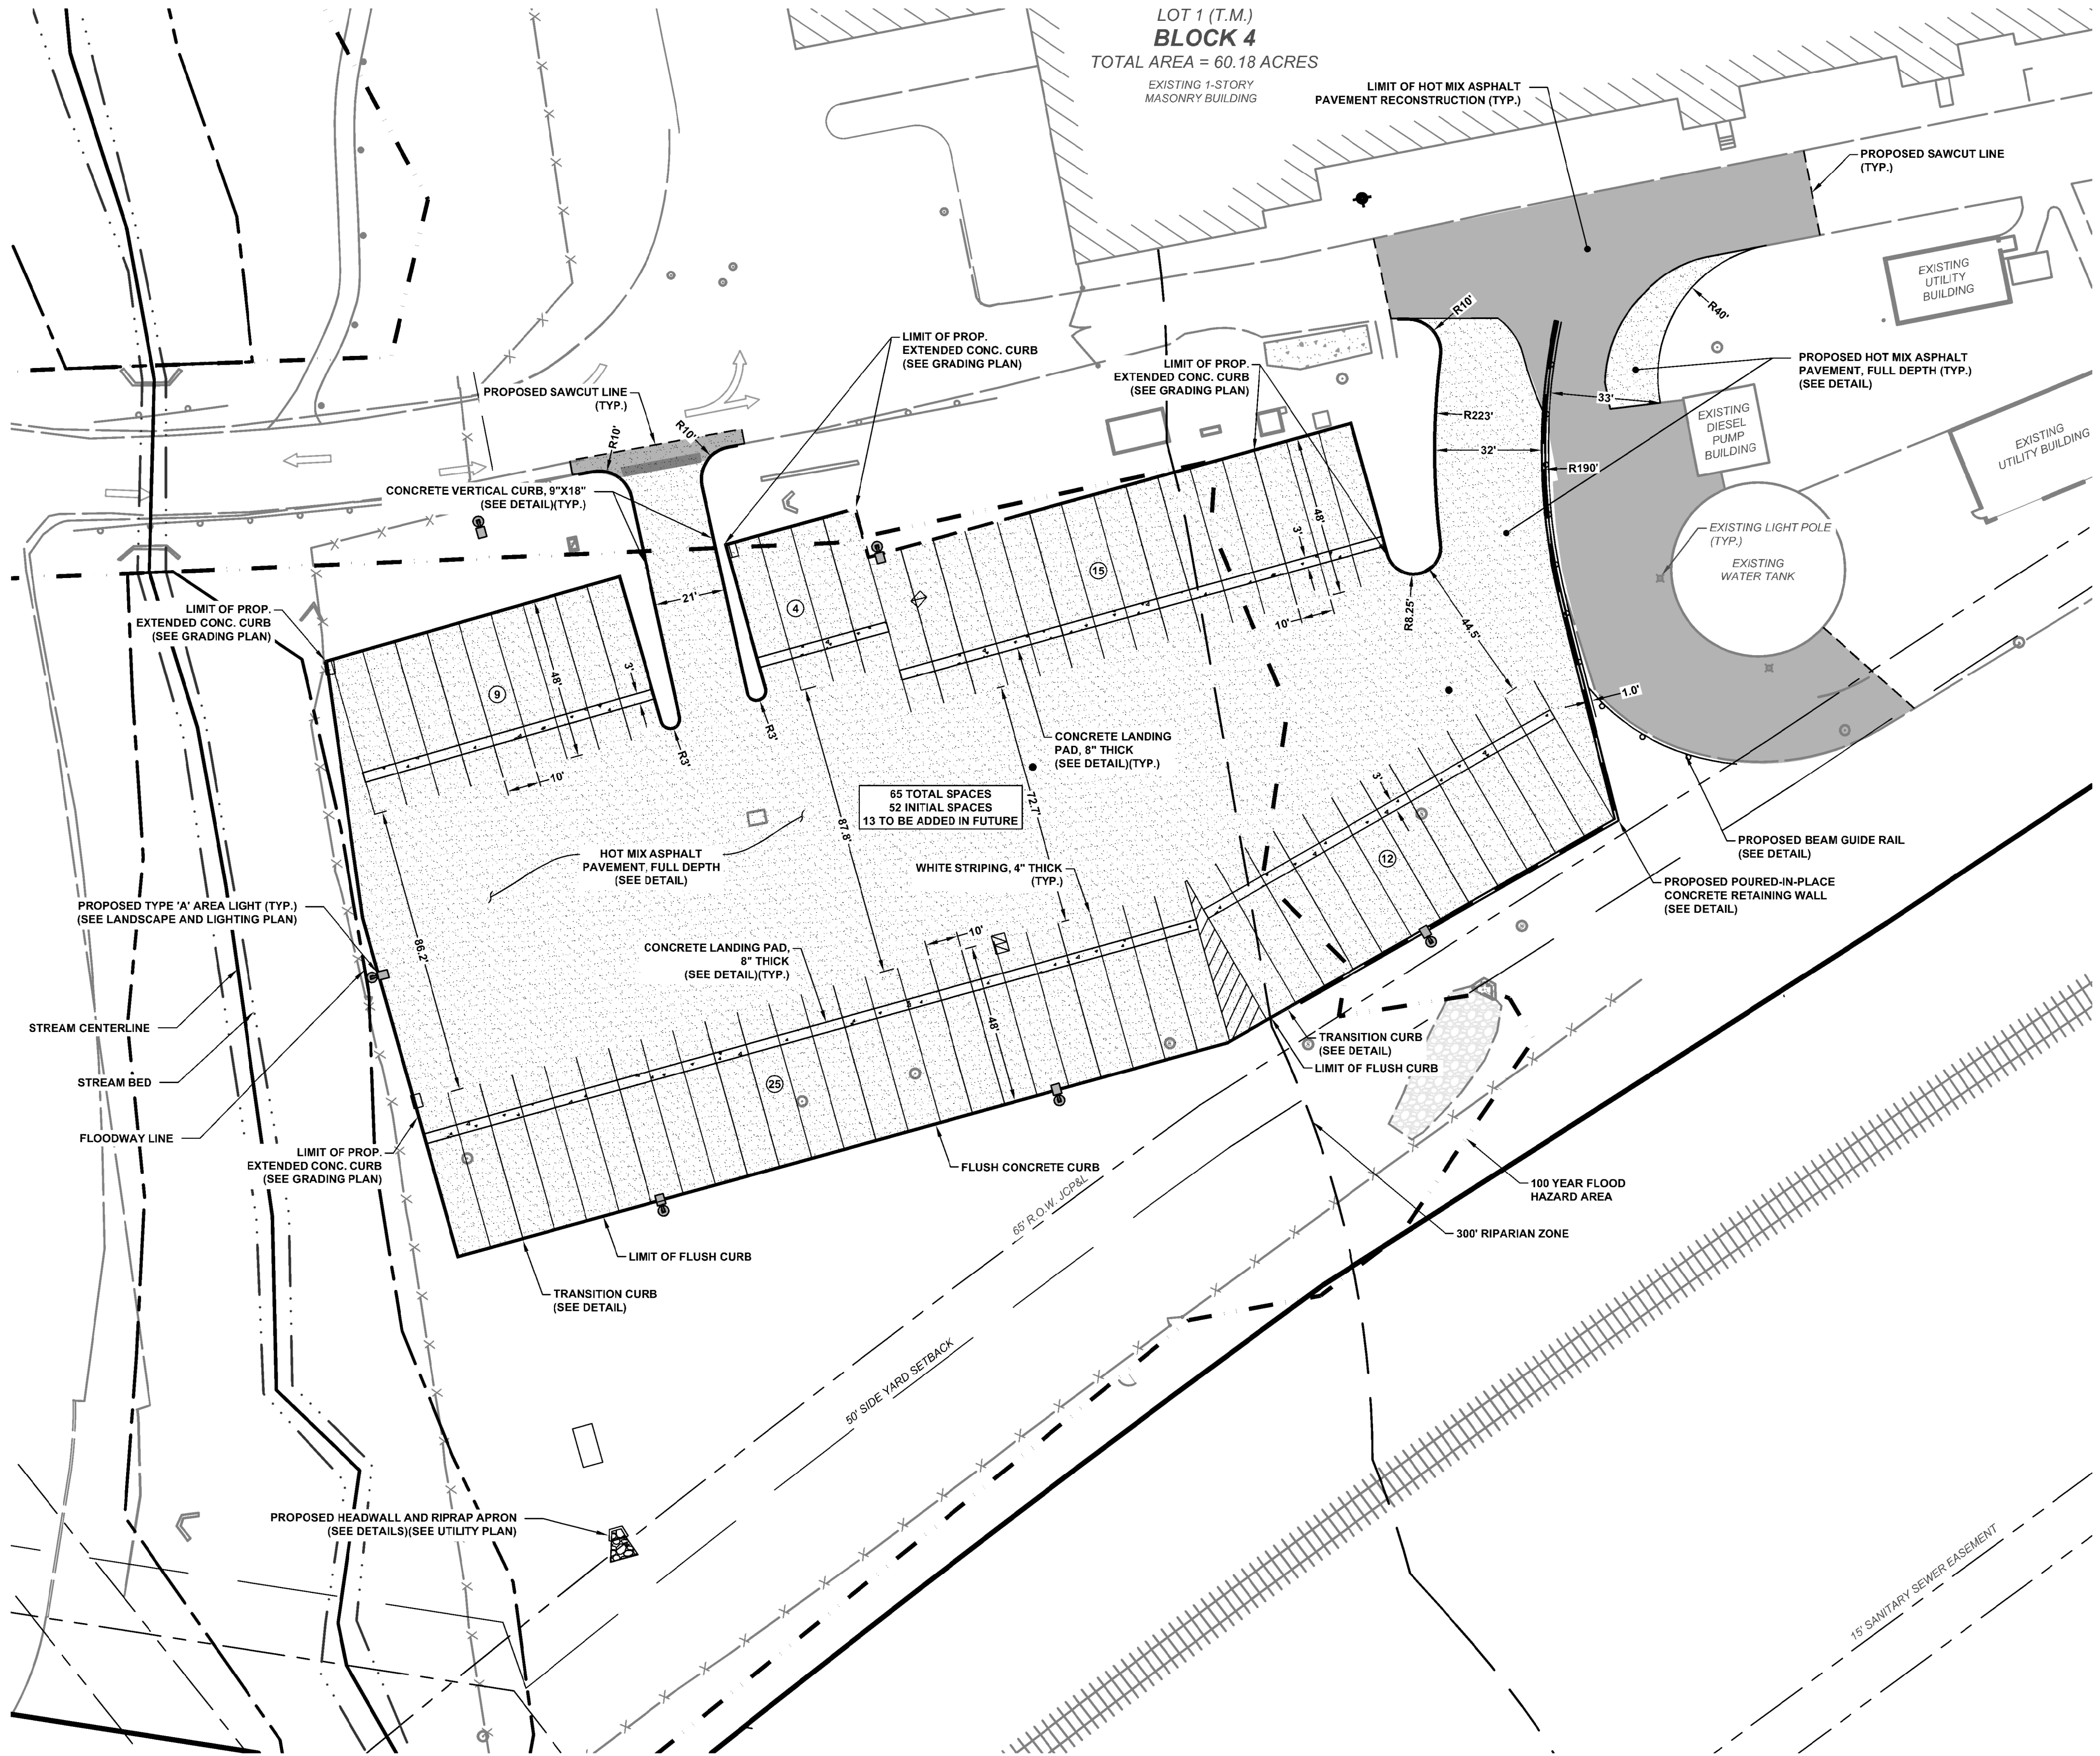 LOT 1 (T.M.)
BLOCK 4
TOTAL AREA = 60.18 ACRES
EXISTING 1-STORY
MASONRY BUILDING
LIMIT OF HOT MIX ASPHALT
PAVEMENT RECONSTRUCTION (TYP.)
PROPOSED SAWCUT LINE
(TYP.)
EXISTING
UTILITY
BUILDING
R10'
R40'
LIMIT OF PROP.
EXTENDED CONC. CURB
(SEE GRADING PLAN)
LIMIT OF PROP.
EXTENDED CONC. CURB
(SEE GRADING PLAN)
PROPOSED HOT MIX ASPHALT
PAVEMENT, FULL DEPTH (TYP.)
(SEE DETAIL)
PROPOSED SAWCUT LINE
(TYP.)
33'
R223'
EXISTING
DIESEL
PUMP
BUILDING
EXISTING
UTILITY BUILDING
R10'
R10'
32'
R190'
CONCRETE VERTICAL CURB, 9"X18"
(SEE DETAIL)(TYP.)
48'
3'
EXISTING LIGHT POLE
(TYP.)
EXISTING
WATER TANK
15
21'
4
10'
R8.25'
44.5'
LIMIT OF PROP.
EXTENDED CONC. CURB
(SEE GRADING PLAN)
9
48'
3'
R3'
R3'
1.0'
CONCRETE LANDING
PAD, 8" THICK
(SEE DETAIL)(TYP.)
10'
65 TOTAL SPACES
52 INITIAL SPACES
13 TO BE ADDED IN FUTURE
72.7'
87.8'
3'
12
PROPOSED BEAM GUIDE RAIL
(SEE DETAIL)
HOT MIX ASPHALT
PAVEMENT, FULL DEPTH
(SEE DETAIL)
WHITE STRIPING, 4" THICK
(TYP.)
PROPOSED POURED-IN-PLACE
CONCRETE RETAINING WALL
(SEE DETAIL)
PROPOSED TYPE 'A' AREA LIGHT (TYP.)
(SEE LANDSCAPE AND LIGHTING PLAN)
86.2'
CONCRETE LANDING PAD,
8" THICK
(SEE DETAIL)(TYP.)
10'
48'
STREAM CENTERLINE
TRANSITION CURB
(SEE DETAIL)
LIMIT OF FLUSH CURB
STREAM BED
25
FLOODWAY LINE
LIMIT OF PROP.
EXTENDED CONC. CURB
(SEE GRADING PLAN)
FLUSH CONCRETE CURB
100 YEAR FLOOD
HAZARD AREA
65' R.O.W. JCP&L
300' RIPARIAN ZONE
LIMIT OF FLUSH CURB
TRANSITION CURB
(SEE DETAIL)
50' SIDE YARD SETBACK
PROPOSED HEADWALL AND RIPRAP APRON
(SEE DETAILS)(SEE UTILITY PLAN)
15' SANITARY SEWER EASEMENT